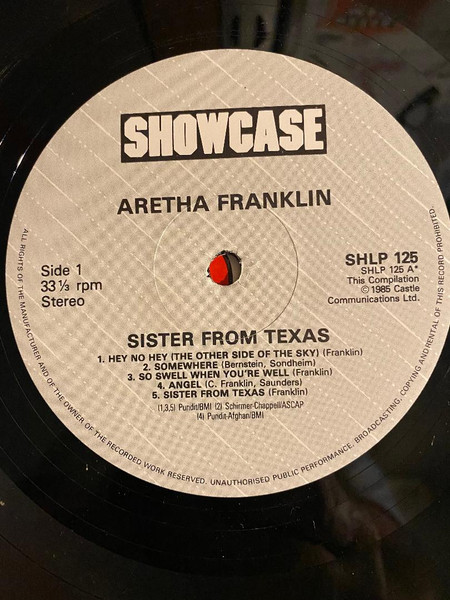 SHOWCASE
ARETHA FRANKLIN
Side 1
33 ⅓ rpm
Stereo
SHLP 125
SHLP 125 A*
This Compilation
℗ 1985 Castle
Communications Ltd.
SISTER FROM TEXAS
1. HEY NO HEY (THE OTHER SIDE OF THE SKY) (Franklin)
2. SOMEWHERE (Bernstein, Sondheim)
3. SO SWELL WHEN YOU'RE WELL (Franklin)
4. ANGEL (C. Franklin, Saunders)
5. SISTER FROM TEXAS (Franklin)
(1,3,5) Pundit/BMI (2) Schirmer-Chappell/ASCAP
(4) Pundit-Afghan/BMI
ALL RIGHTS OF THE MANUFACTURER AND OF THE OWNER OF THE RECORDED WORK RESERVED. UNAUTHORISED PUBLIC PERFORMANCE, BROADCASTING, COPYING AND RENTAL OF THIS RECORD PROHIBITED.